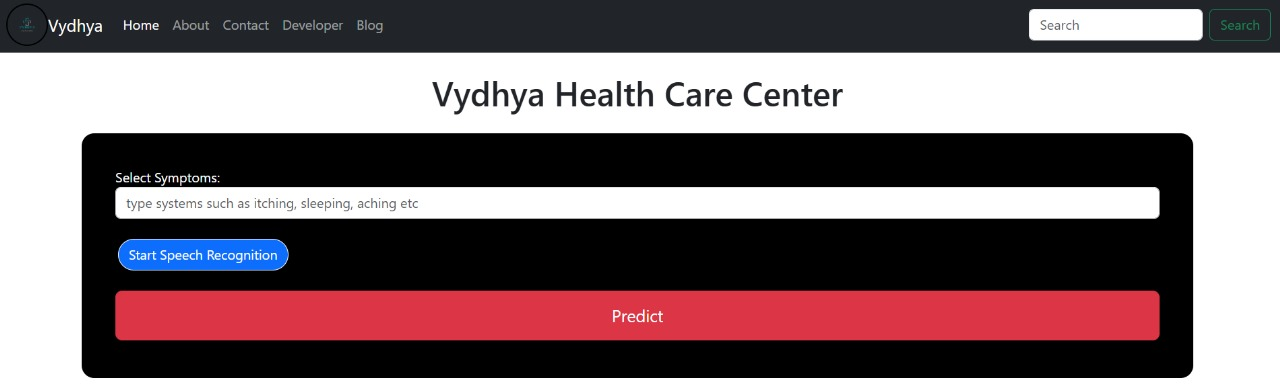 Vydhya Home About Contact Developer Blog Search Search
Vydhya Health Care Center
Select Symptoms:
type systems such as itching, sleeping, aching etc
Start Speech Recognition
Predict